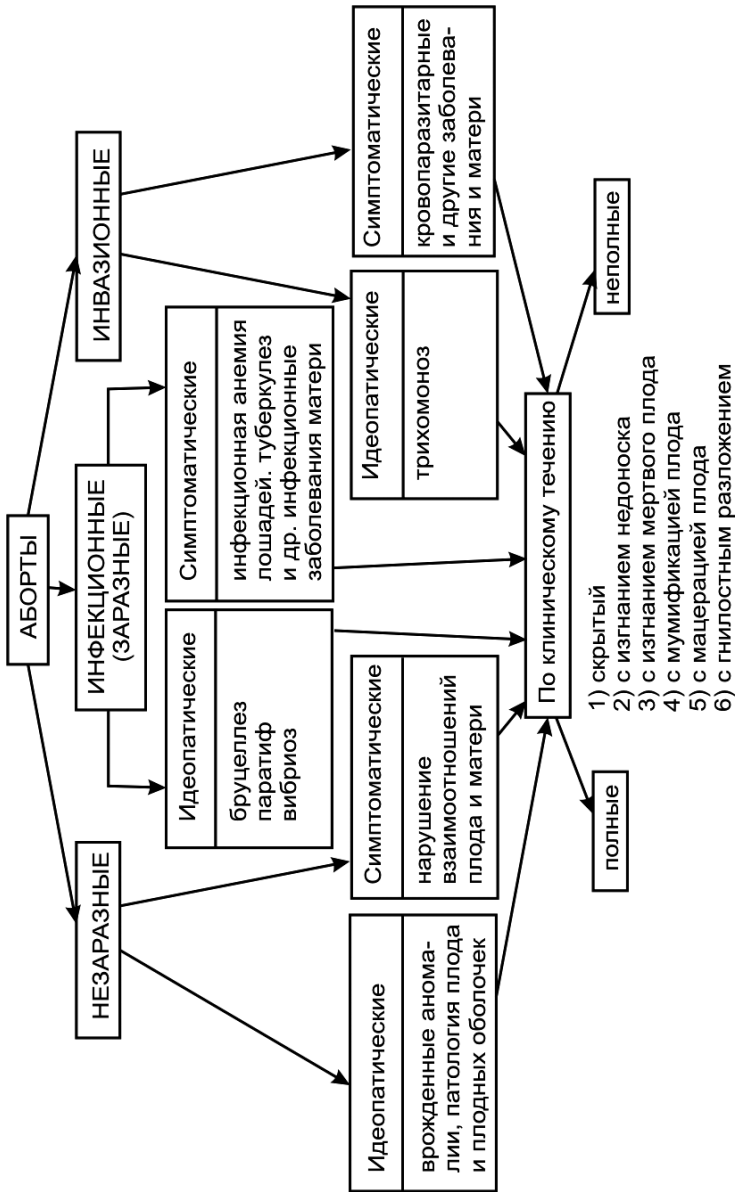 АБОРТЫ
НЕЗАРАЗНЫЕ
ИНФЕКЦИОННЫЕ
(ЗАРАЗНЫЕ)
ИНВАЗИОННЫЕ
Идеопатические
бруцеллез
паратиф
вибриоз
Симптоматические
инфекционная анемия
лошадей. туберкулез
и др. инфекционные
заболевания матери
Идеопатические
врожденные анома-
лии, патология плода
и плодных оболочек
Симптоматические
нарушение
взаимоотношений
плода и матери
Идеопатические
трихомоноз
Симптоматические
кровопаразитарные
и другие заболева-
ния и матери
По клиническому течению
полные
неполные
1) скрытый
2) с изгнанием недоноска
3) с изгнанием мертвого плода
4) с мумификацией плода
5) с мацерацией плода
6) с гнилостным разложением